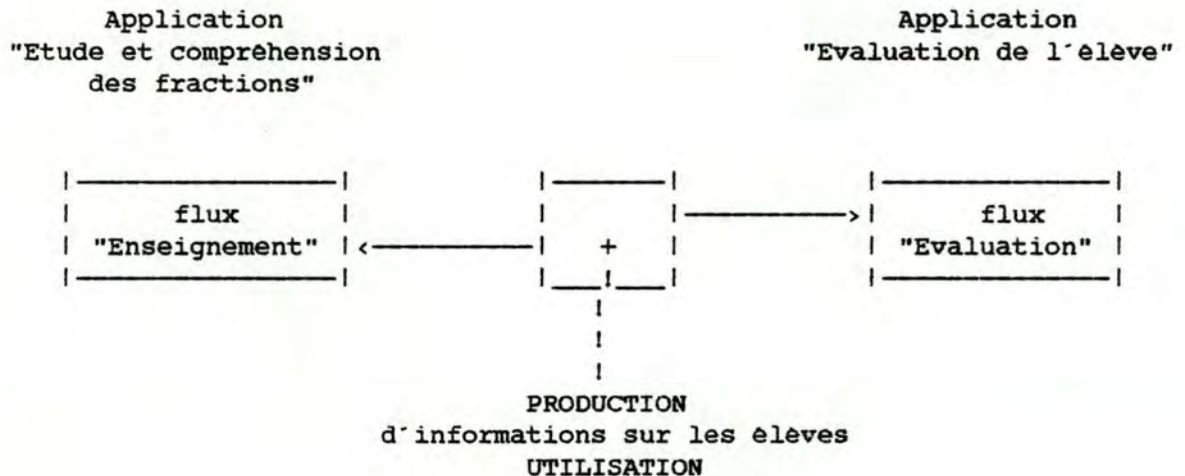 Application
"Etude et compréhension
des fractions"
Application
"Evaluation de l´élève"
flux
"Enseignement"
+
flux
"Evaluation"
PRODUCTION
d´informations sur les élèves
UTILISATION